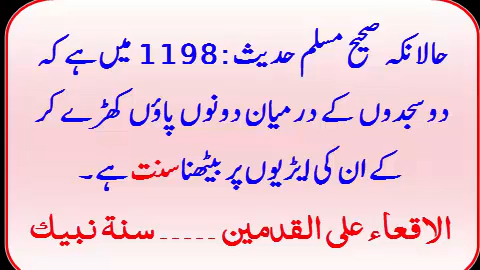 حالانکہ صحیح مسلم حدیث: 1198 میں ہے کہ
دو سجدوں کے درمیان دونوں پاؤں کھڑے کر
کے ان کی ایڑیوں پر بیٹھنا سنت ہے۔
الاقعاء علی القدمین ----- سنة نبیك